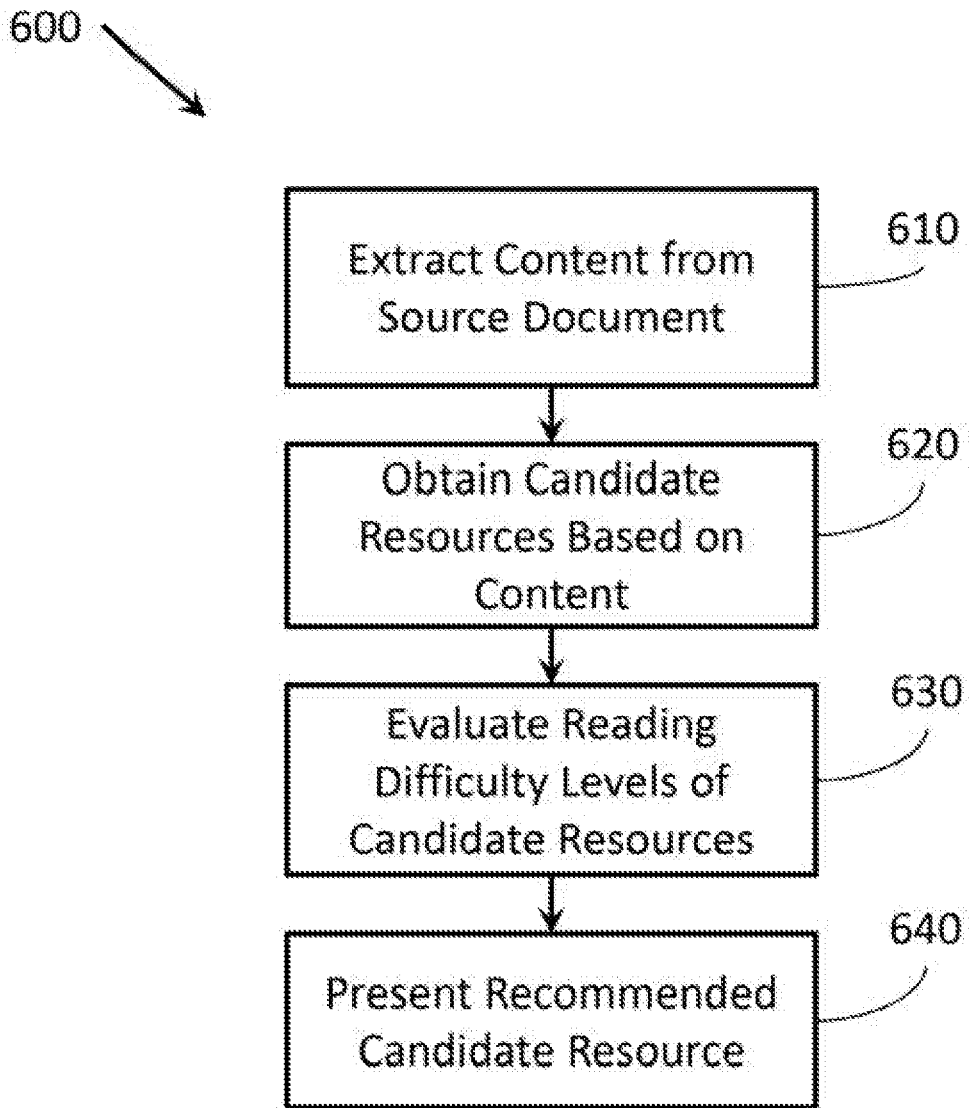 600
610
Extract Content from
Source Document
620
Obtain Candidate
Resources Based on
Content
630
Evaluate Reading
Difficulty Levels of
Candidate Resources
640
Present Recommended
Candidate Resource